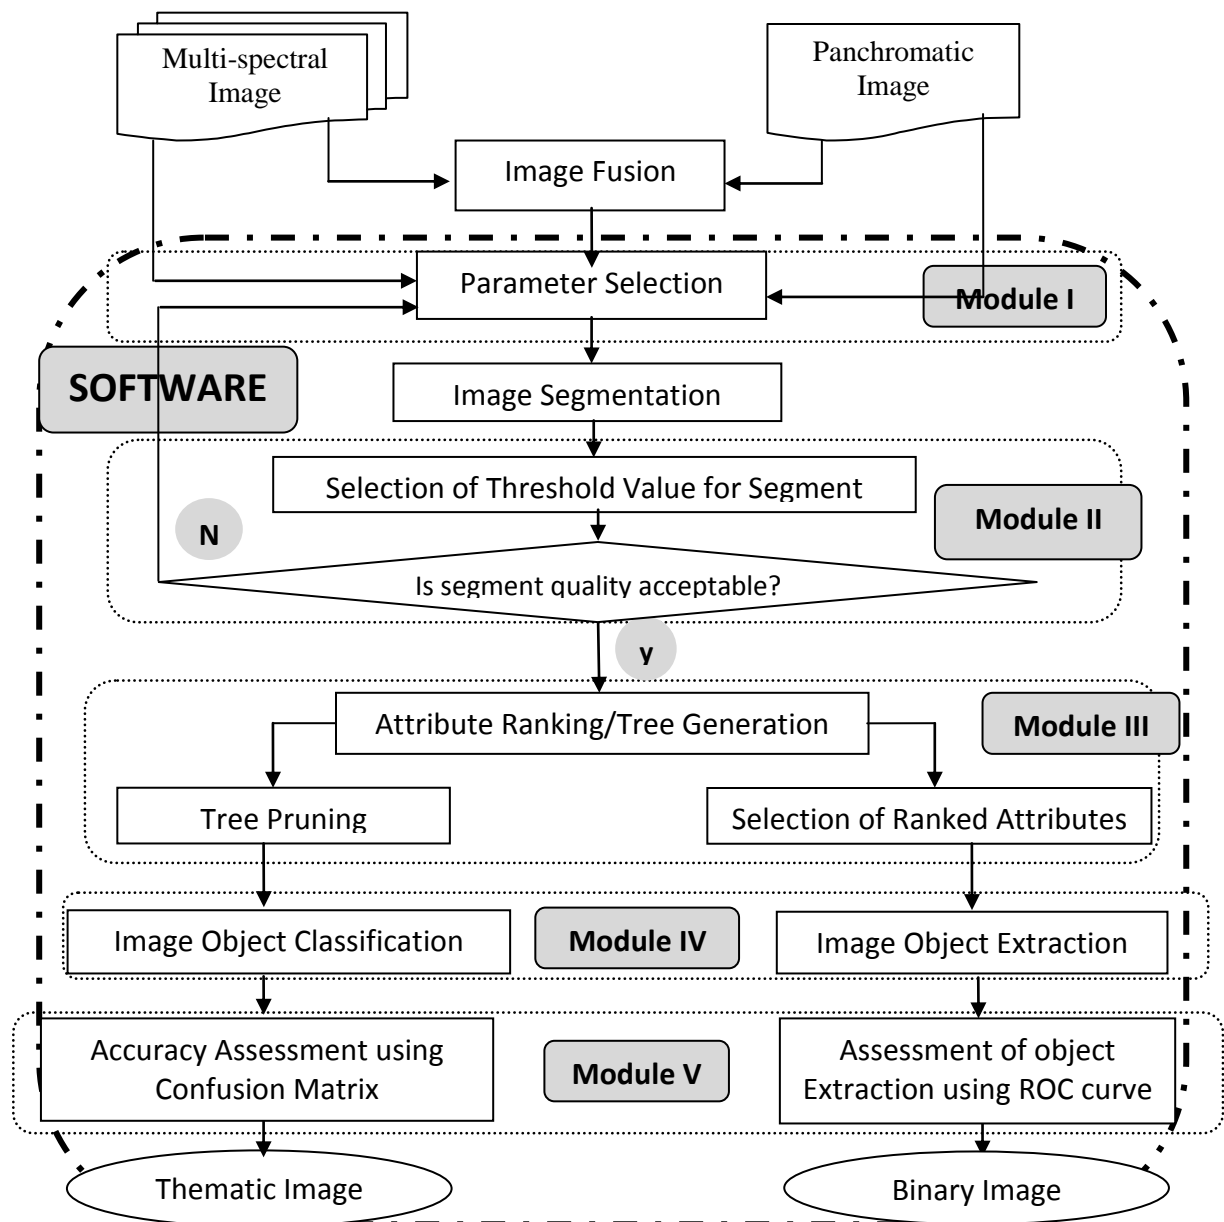 Multi-spectral
Image
Panchromatic
Image
Image Fusion
Parameter Selection
Module I
SOFTWARE
Image Segmentation
Selection of Threshold Value for Segment
Module II
N
Is segment quality acceptable?
y
Attribute Ranking/Tree Generation
Module III
Tree Pruning
Selection of Ranked Attributes
Image Object Classification
Module IV
Image Object Extraction
Accuracy Assessment using
Confusion Matrix
Module V
Assessment of object
Extraction using ROC curve
Thematic Image
Binary Image